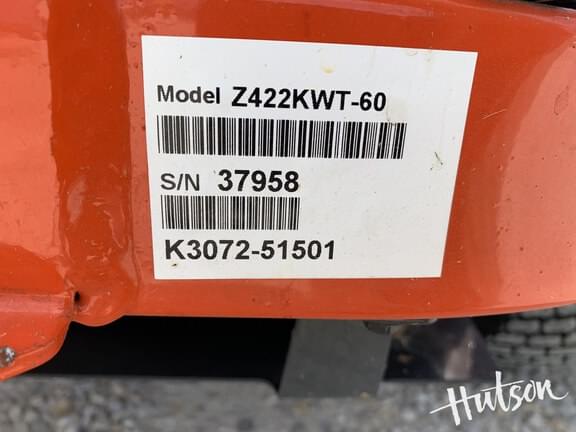 Model Z422KWT-60
S/N 37958
K3072-51501
Hutson